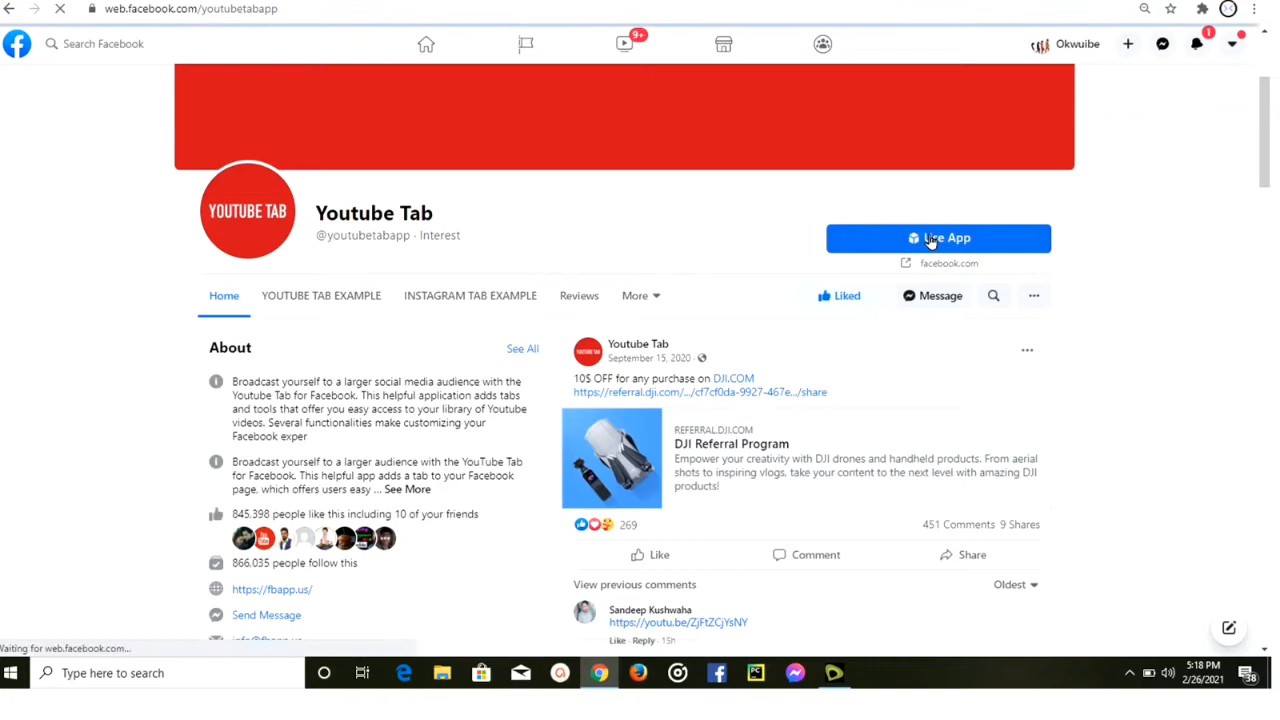 web.facebook.com/youtubetabapp
Search Facebook
9+
Okwuibe
1
YOUTUBE TAB
Youtube Tab
@youtubetabapp · Interest
Use App
facebook.com
Home
YOUTUBE TAB EXAMPLE
INSTAGRAM TAB EXAMPLE
Reviews
More
Liked
Message
About
See All
Broadcast yourself to a larger social media audience with the
Youtube Tab for Facebook. This helpful application adds tabs
and tools that offer you easy access to your library of Youtube
videos. Several functionalities make customizing your
Facebook exper
Broadcast yourself to a larger audience with the YouTube Tab
for Facebook. This helpful app adds a tab to your Facebook
page, which offers users easy ... See More
845,398 people like this including 10 of your friends
866,035 people follow this
https://fbapp.us/
Send Message
info@fbapp.us
YOUTUBE TAB
Youtube Tab
September 15, 2020 ·
10$ OFF for any purchase on DJI.COM
https://referral.dji.com/.../cf7cf0da-9927-467e.../share
REFERRAL.DJI.COM
DJI Referral Program
Empower your creativity with DJI drones and handheld products. From aerial
shots to inspiring vlogs, take your content to the next level with amazing DJI
products!
269
451 Comments 9 Shares
Like
Comment
Share
View previous comments
Oldest
Sandeep Kushwaha
https://youtu.be/ZjFtZCjYsNY
Like · Reply · 15h
Waiting for web.facebook.com...
Type here to search
5:18 PM
2/26/2021
38